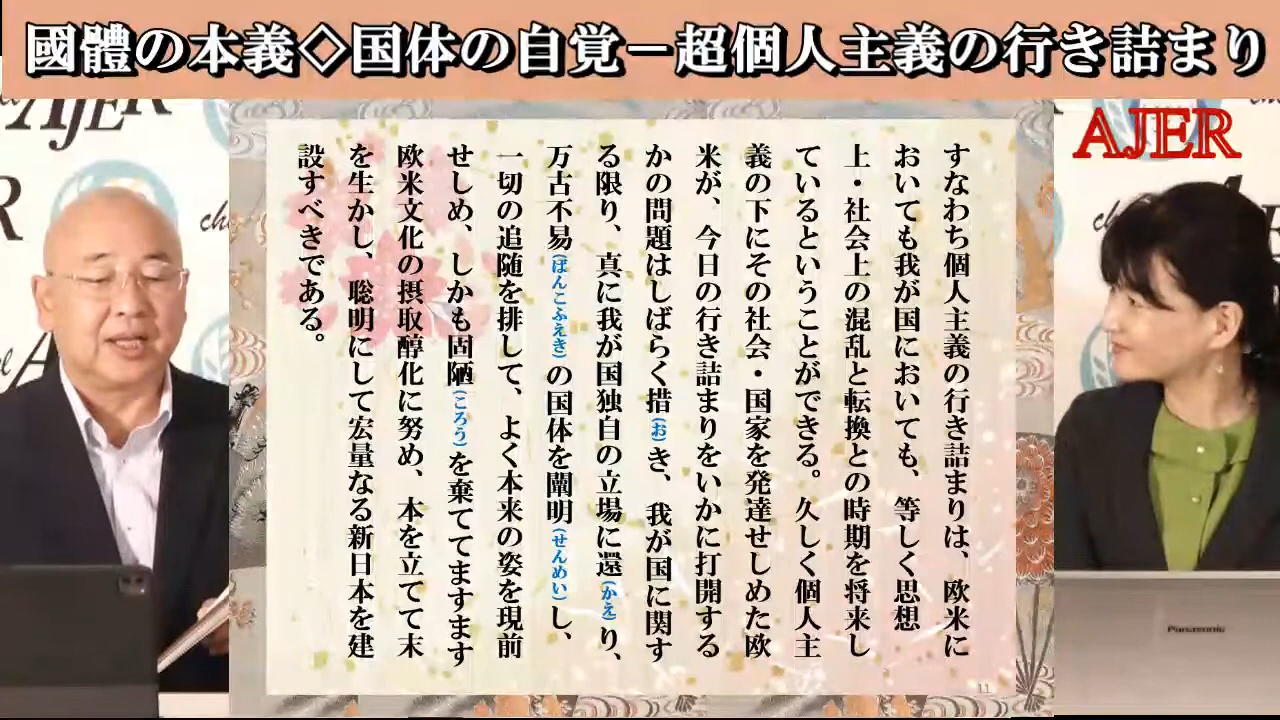 國體の本義◇国体の自覚－超個人主義の行き詰まり
AJER
すなわち個人主義の行き詰まりは、欧米に
おいても我が国においても、等しく思想
上・社会上の混乱と転換との時期を将来し
ているということができる。久しく個人主
義の下にその社会・国家を発達せしめた欧
米が、今日の行き詰まりをいかに打開する
かの問題はしばらく措(お)き、我が国に関す
る限り、真に我が国独自の立場に還(かえ)り、
万古不易(ばんこふえき)の国体を闡明(せんめい)し、
一切の追随を排して、よく本来の姿を現前
せしめ、しかも固陋(ころう)を棄ててますます
欧米文化の摂取醇化に努め、本を立てて末
を生かし、聡明にして宏量なる新日本を建
設すべきである。
11
AJER
Panasonic